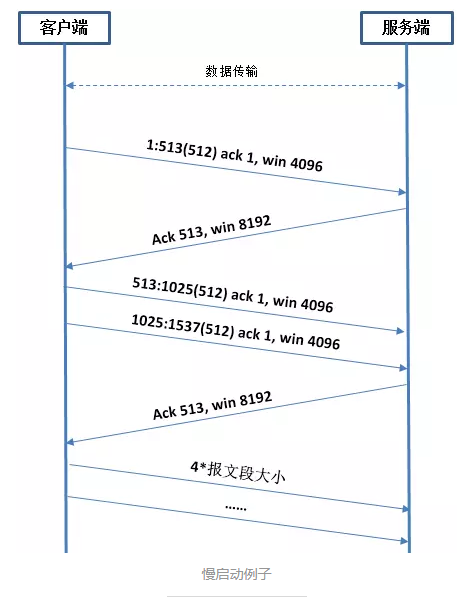 客户端
服务端
数据传输
1:513(512) ack 1, win 4096
Ack 513, win 8192
513:1025(512) ack 1, win 4096
1025:1537(512) ack 1, win 4096
Ack 513, win 8192
4*报文段大小
......
慢启动例子